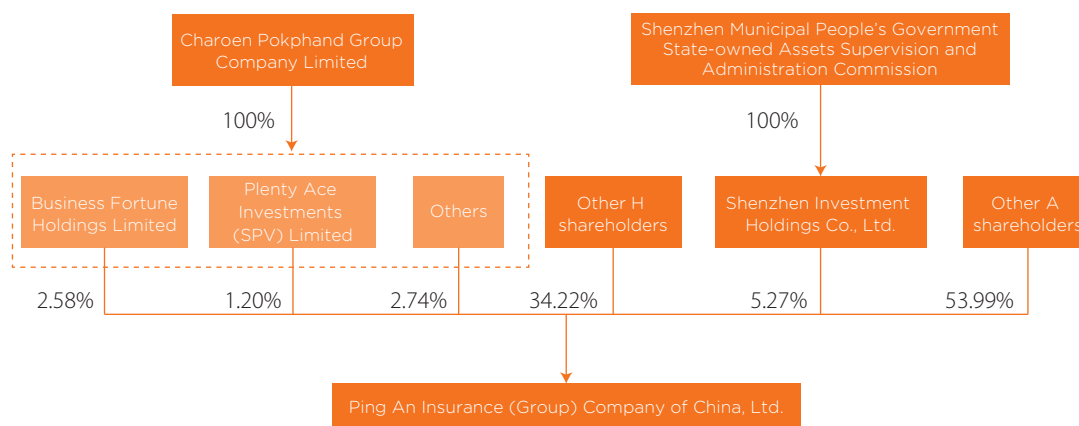 Charoen Pokphand Group
Company Limited
Shenzhen Municipal People's Government
State-owned Assets Supervision and
Administration Commission
100%
100%
Business Fortune
Holdings Limited
Plenty Ace
Investments
(SPV) Limited
Others
Other H
shareholders
Shenzhen Investment
Holdings Co., Ltd.
Other A
shareholders
2.58%
1.20%
2.74%
34.22%
5.27%
53.99%
Ping An Insurance (Group) Company of China, Ltd.